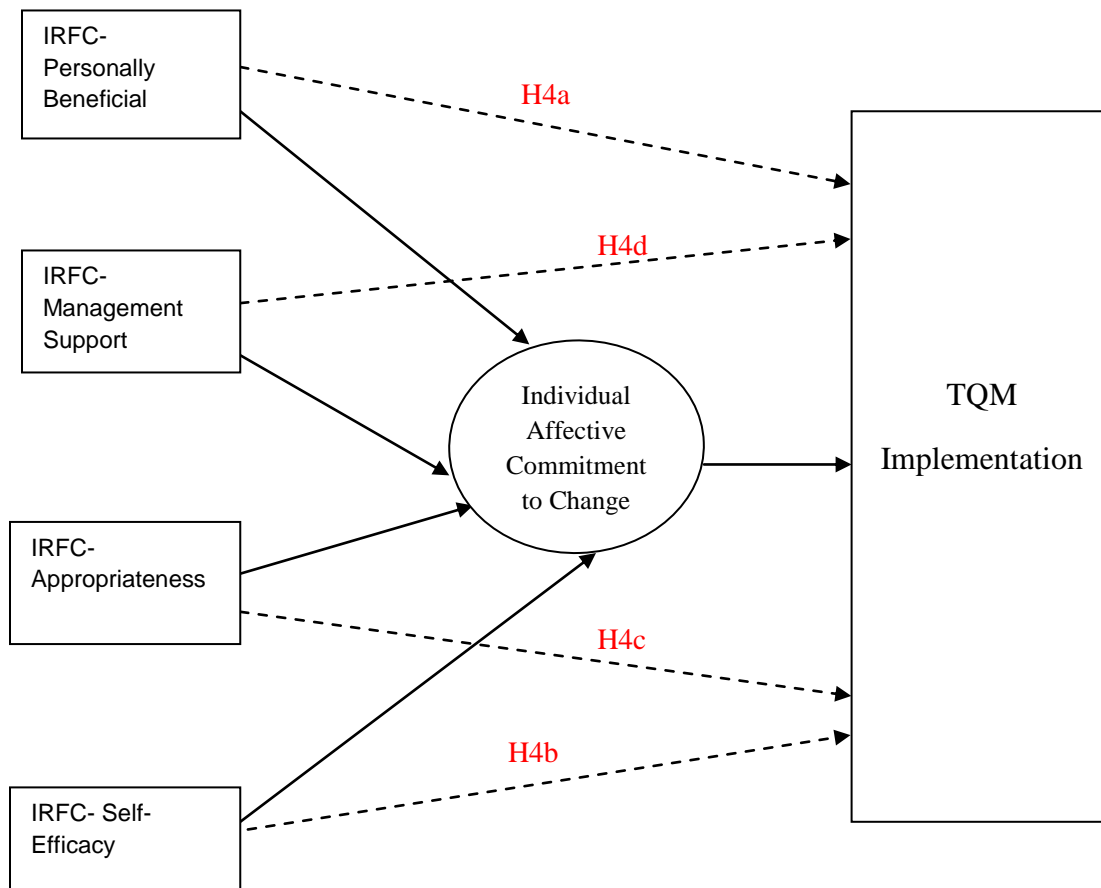 IRFC-
Personally
Beneficial
H4a
IRFC-
Management
Support
H4d
Individual
Affective
Commitment
to Change
TQM
Implementation
IRFC-
Appropriateness
H4c
H4b
IRFC- Self-
Efficacy